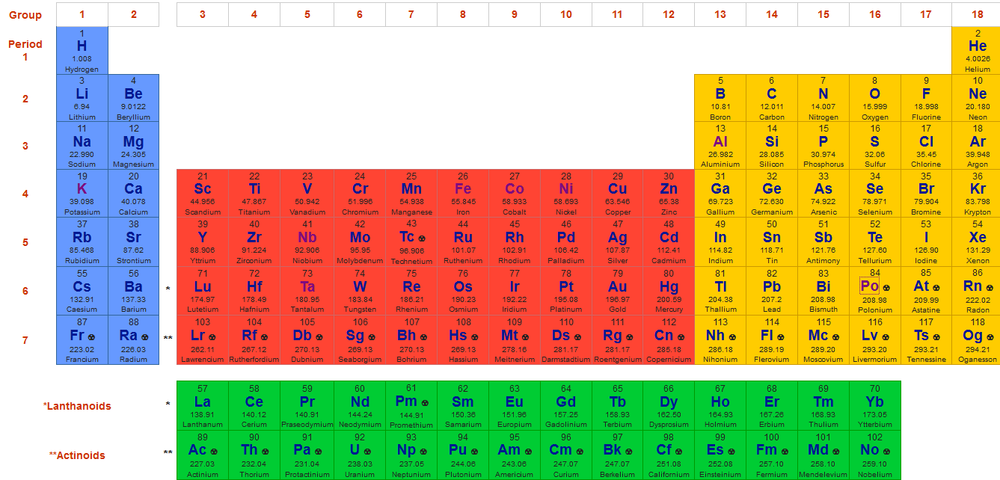 Group 1 2 3 4 5 6 7 8 9 10 11 12 13 14 15 16 17 18
Period 1 2
H He
1 1.008 4.0026
Hydrogen Helium
3 4 5 6 7 8 9 10
2 Li Be B C N O F Ne
6.94 9.0122 10.81 12.011 14.007 15.999 18.998 20.180
Lithium Beryllium Boron Carbon Nitrogen Oxygen Fluorine Neon
11 12 13 14 15 16 17 18
3 Na Mg Al Si P S Cl Ar
22.990 24.305 26.982 28.085 30.974 32.06 35.45 39.948
Sodium Magnesium Aluminium Silicon Phosphorus Sulfur Chlorine Argon
19 20 21 22 23 24 25 26 27 28 29 30 31 32 33 34 35 36
4 K Ca Sc Ti V Cr Mn Fe Co Ni Cu Zn Ga Ge As Se Br Kr
39.098 40.078 44.956 47.867 50.942 51.996 54.938 55.845 58.933 58.693 63.546 65.38 69.723 72.630 74.922 78.971 79.904 83.798
Potassium Calcium Scandium Titanium Vanadium Chromium Manganese Iron Cobalt Nickel Copper Zinc Gallium Germanium Arsenic Selenium Bromine Krypton
37 38 39 40 41 42 43 44 45 46 47 48 49 50 51 52 53 54
5 Rb Sr Y Zr Nb Mo Tc ☢ Ru Rh Pd Ag Cd In Sn Sb Te I Xe
85.468 87.62 88.906 91.224 92.906 95.95 96.906 101.07 102.91 106.42 107.87 112.41 114.82 118.71 121.76 127.60 126.90 131.29
Rubidium Strontium Yttrium Zirconium Niobium Molybdenum Technetium Ruthenium Rhodium Palladium Silver Cadmium Indium Tin Antimony Tellurium Iodine Xenon
55 56 71 72 73 74 75 76 77 78 79 80 81 82 83 84 85 86
6 Cs Ba * Lu Hf Ta W Re Os Ir Pt Au Hg Tl Pb Bi Po ☢ At ☢ Rn ☢
132.91 137.33 174.97 178.49 180.95 183.84 186.21 190.23 192.22 195.08 196.97 200.59 204.38 207.2 208.98 208.98 209.99 222.02
Caesium Barium Lutetium Hafnium Tantalum Tungsten Rhenium Osmium Iridium Platinum Gold Mercury Thallium Lead Bismuth Polonium Astatine Radon
87 88 103 104 105 106 107 108 109 110 111 112 113 114 115 116 117 118
7 Fr ☢ Ra ☢ ** Lr ☢ Rf ☢ Db ☢ Sg ☢ Bh ☢ Hs ☢ Mt ☢ Ds ☢ Rg ☢ Cn ☢ Nh ☢ Fl ☢ Mc ☢ Lv ☢ Ts ☢ Og ☢
223.02 226.03 262.11 267.12 270.13 269.13 270.13 269.13 278.16 281.17 281.17 285.18 286.18 289.19 289.20 293.20 293.21 294.21
Francium Radium Lawrencium Rutherfordium Dubnium Seaborgium Bohrium Hassium Meitnerium Darmstadtium Roentgenium Copernicium Nihonium Flerovium Moscovium Livermorium Tennessine Oganesson
57 58 59 60 61 62 63 64 65 66 67 68 69 70
*Lanthanoids * La Ce Pr Nd Pm ☢ Sm Eu Gd Tb Dy Ho Er Tm Yb
138.91 140.12 140.91 144.24 144.91 150.36 151.96 157.25 158.93 162.50 164.93 167.26 168.93 173.05
Lanthanum Cerium Praseodymium Neodymium Promethium Samarium Europium Gadolinium Terbium Dysprosium Holmium Erbium Thulium Ytterbium
89 90 91 92 93 94 95 96 97 98 99 100 101 102
**Actinoids ** Ac ☢ Th ☢ Pa ☢ U ☢ Np ☢ Pu ☢ Am ☢ Cm ☢ Bk ☢ Cf ☢ Es ☢ Fm ☢ Md ☢ No ☢
227.03 232.04 231.04 238.03 237.05 244.06 243.06 247.07 247.07 251.08 252.08 257.10 258.10 259.10
Actinium Thorium Protactinium Uranium Neptunium Plutonium Americium Curium Berkelium Californium Einsteinium Fermium Mendelevium Nobelium